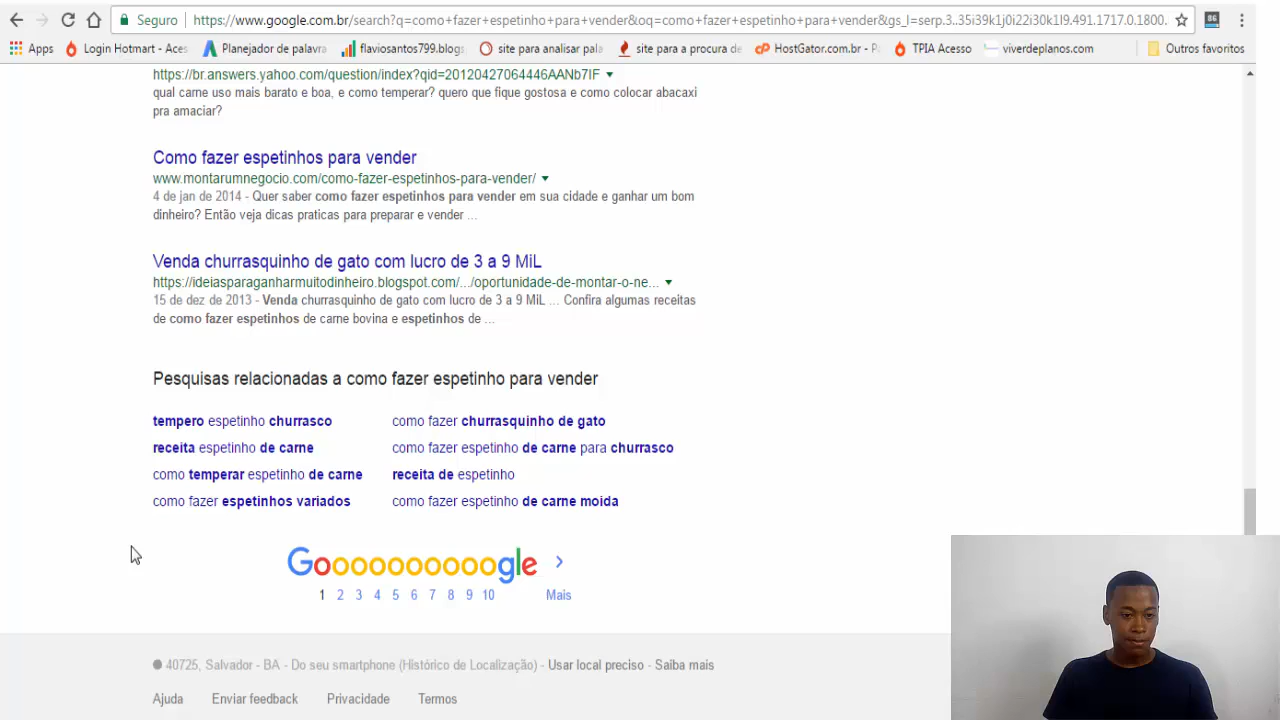 Seguro https://www.google.com.br/search?q=como+fazer+espetinho+para+vender&oq=como+fazer+espetinho+para+vender&gs_l=serp.3..35i39k1j0i22i30k1l9.491.1717.0.1800.
Apps Login Hotmart - Aces Planejador de palavra flaviosantos799.blogs site para analisar pala site para a procura de HostGator.com.br - P TPIA Acesso viverdeplanos.com Outros favoritos
https://br.answers.yahoo.com/question/index?qid=20120427064446AANb7IF
qual carne uso mais barato e boa, e como temperar? quero que fique gostosa e como colocar abacaxi
pra amaciar?
Como fazer espetinhos para vender
www.montarumnegocio.com/como-fazer-espetinhos-para-vender/
4 de jan de 2014 - Quer saber como fazer espetinhos para vender em sua cidade e ganhar um bom
dinheiro? Então veja dicas praticas para preparar e vender ...
Venda churrasquinho de gato com lucro de 3 a 9 MiL
https://ideiasparaganharmuitodinheiro.blogspot.com/.../oportunidade-de-montar-o-ne...
15 de dez de 2013 - Venda churrasquinho de gato com lucro de 3 a 9 MiL ... Confira algumas receitas
de como fazer espetinhos de carne bovina e espetinhos de ...
Pesquisas relacionadas a como fazer espetinho para vender
tempero espetinho churrasco como fazer churrasquinho de gato
receita espetinho de carne como fazer espetinho de carne para churrasco
como temperar espetinho de carne receita de espetinho
como fazer espetinhos variados como fazer espetinho de carne moida
Goooooooooogle >
1 2 3 4 5 6 7 8 9 10 Mais
40725, Salvador - BA - Do seu smartphone (Histórico de Localização) - Usar local preciso - Saiba mais
Ajuda Enviar feedback Privacidade Termos